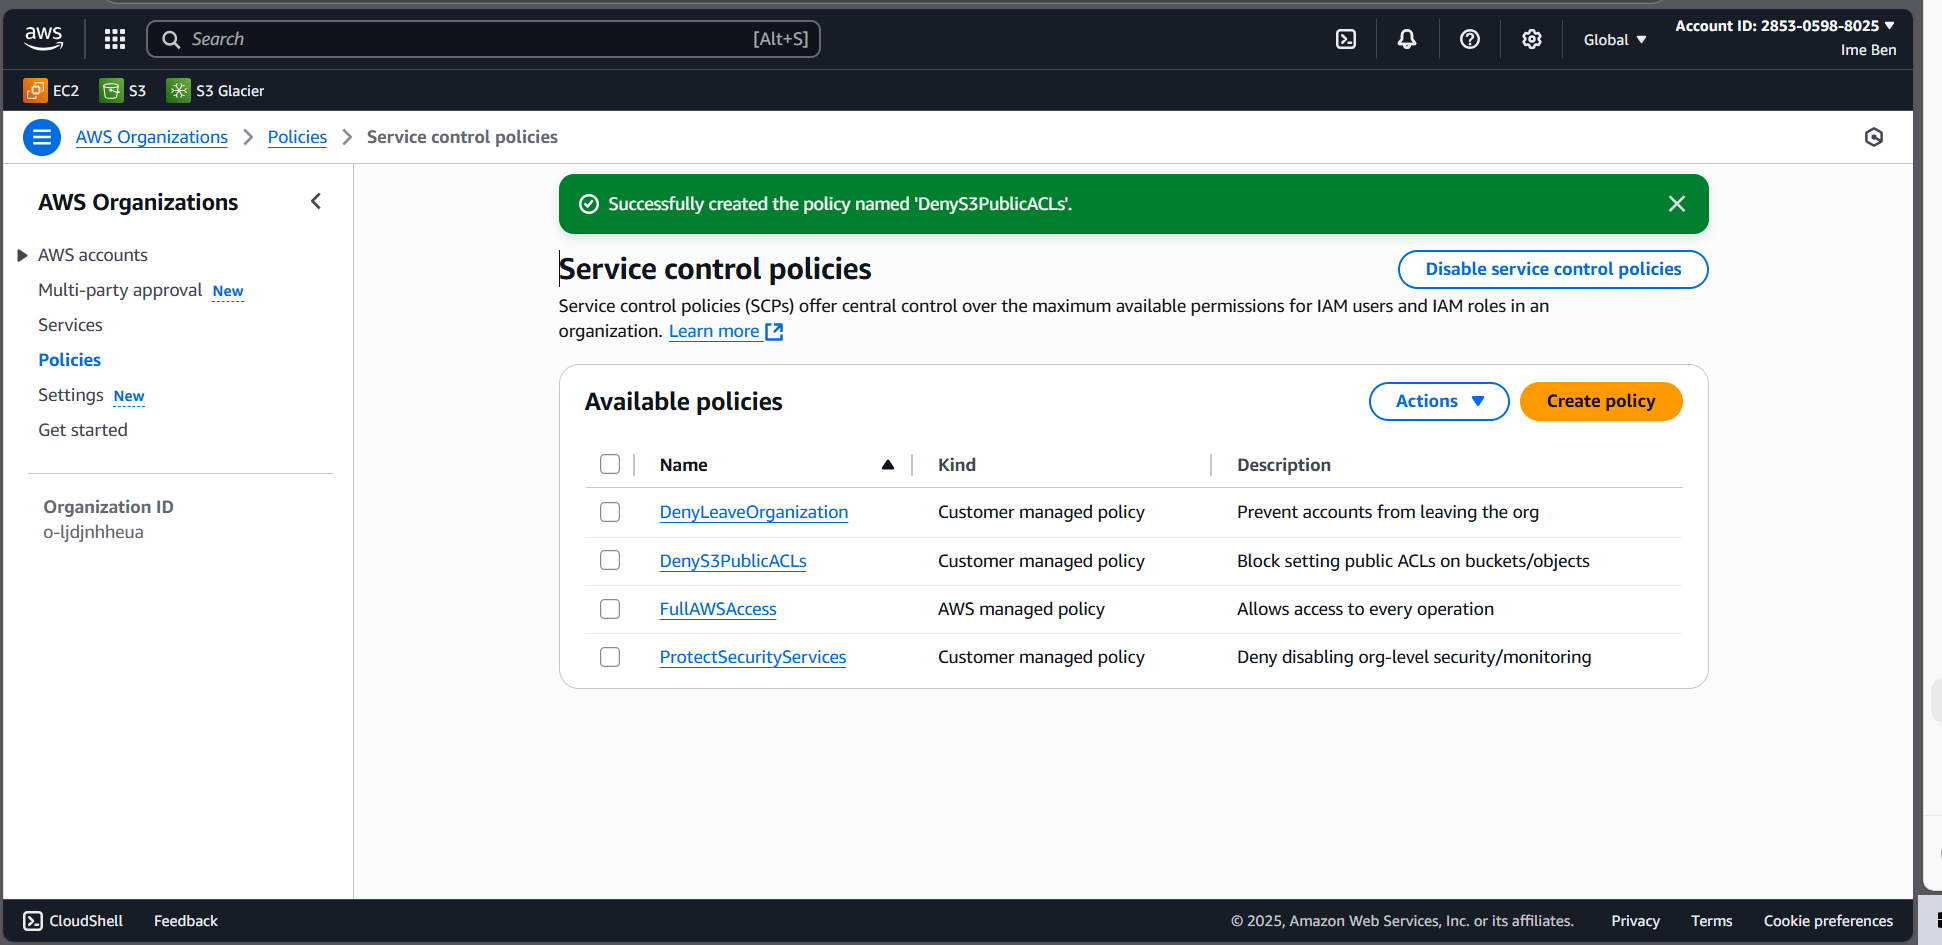 aws
Search
[Alt+S]
Global
Account ID: 2853-0598-8025
Ime Ben
EC2
S3
S3 Glacier
AWS Organizations
Policies
Service control policies
AWS Organizations
AWS accounts
Multi-party approval New
Services
Policies
Settings New
Get started
Organization ID
o-ljdjnhheua
Successfully created the policy named 'DenyS3PublicACLs'.
Service control policies
Disable service control policies
Service control policies (SCPs) offer central control over the maximum available permissions for IAM users and IAM roles in an
organization. Learn more
Available policies
Actions
Create policy
Name Kind Description
DenyLeaveOrganization Customer managed policy Prevent accounts from leaving the org
DenyS3PublicACLs Customer managed policy Block setting public ACLs on buckets/objects
FullAWSAccess AWS managed policy Allows access to every operation
ProtectSecurityServices Customer managed policy Deny disabling org-level security/monitoring
CloudShell
Feedback
© 2025, Amazon Web Services, Inc. or its affiliates.
Privacy
Terms
Cookie preferences